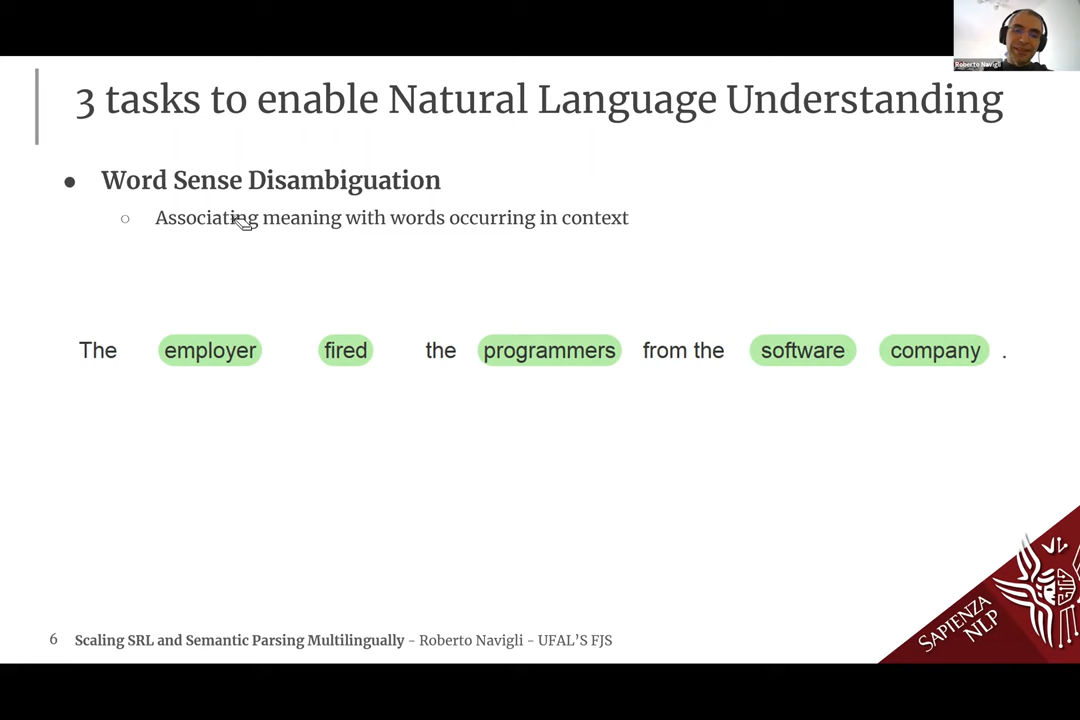 Roberto Navigli
3 tasks to enable Natural Language Understanding
● Word Sense Disambiguation
○ Associating meaning with words occurring in context
The employer fired the programmers from the software company .
6 Scaling SRL and Semantic Parsing Multilingually - Roberto Navigli - UFAL'S FJS
SAPIENZA
NLP